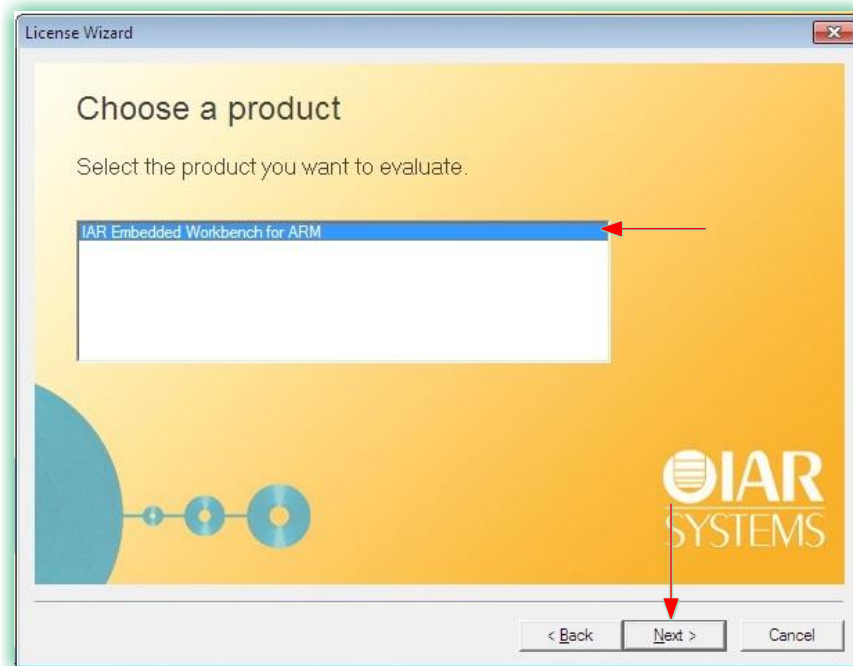 License Wizard
Choose a product
Select the product you want to evaluate.
IAR Embedded Workbench for ARM
IAR
SYSTEMS
< Back Next > Cancel